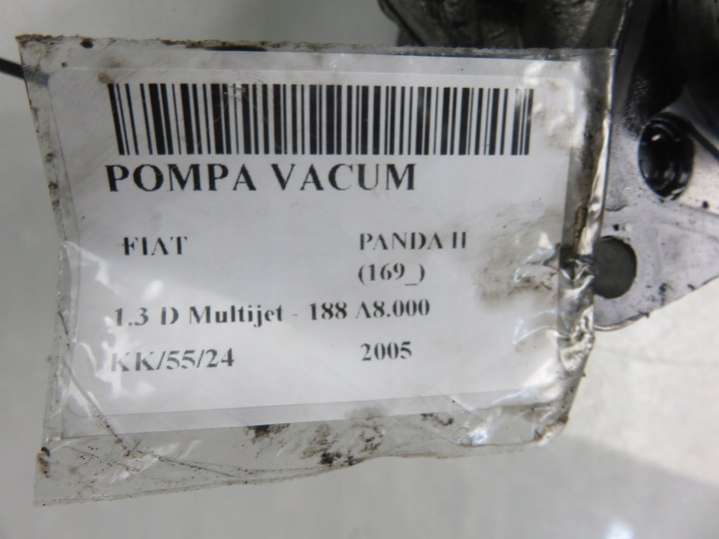 POMPA VACUM
FIAT PANDA II
(169_)
1.3 D Multijet - 188 A8.000
KK/55/24 2005